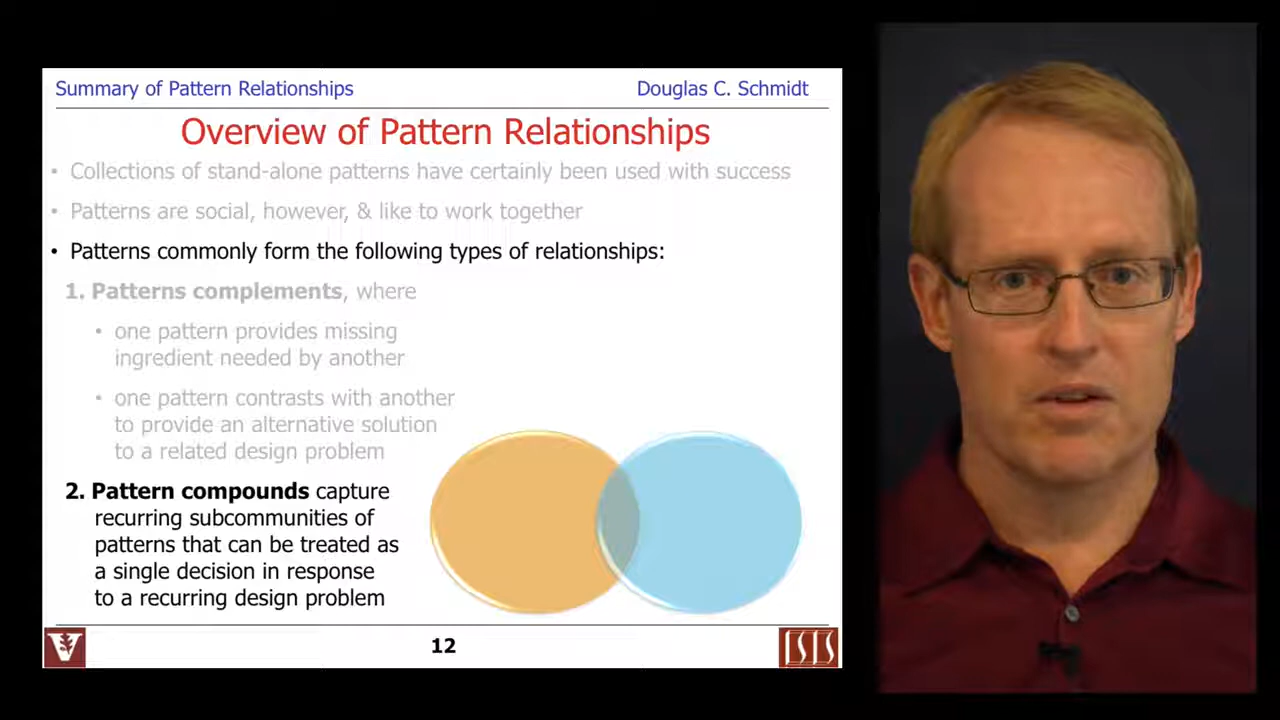 Summary of Pattern Relationships
Douglas C. Schmidt
Overview of Pattern Relationships
• Collections of stand-alone patterns have certainly been used with success
• Patterns are social, however, & like to work together
• Patterns commonly form the following types of relationships:
1. Patterns complements, where
• one pattern provides missing
ingredient needed by another
• one pattern contrasts with another
to provide an alternative solution
to a related design problem
2. Pattern compounds capture
recurring subcommunities of
patterns that can be treated as
a single decision in response
to a recurring design problem
V
12
ISIS